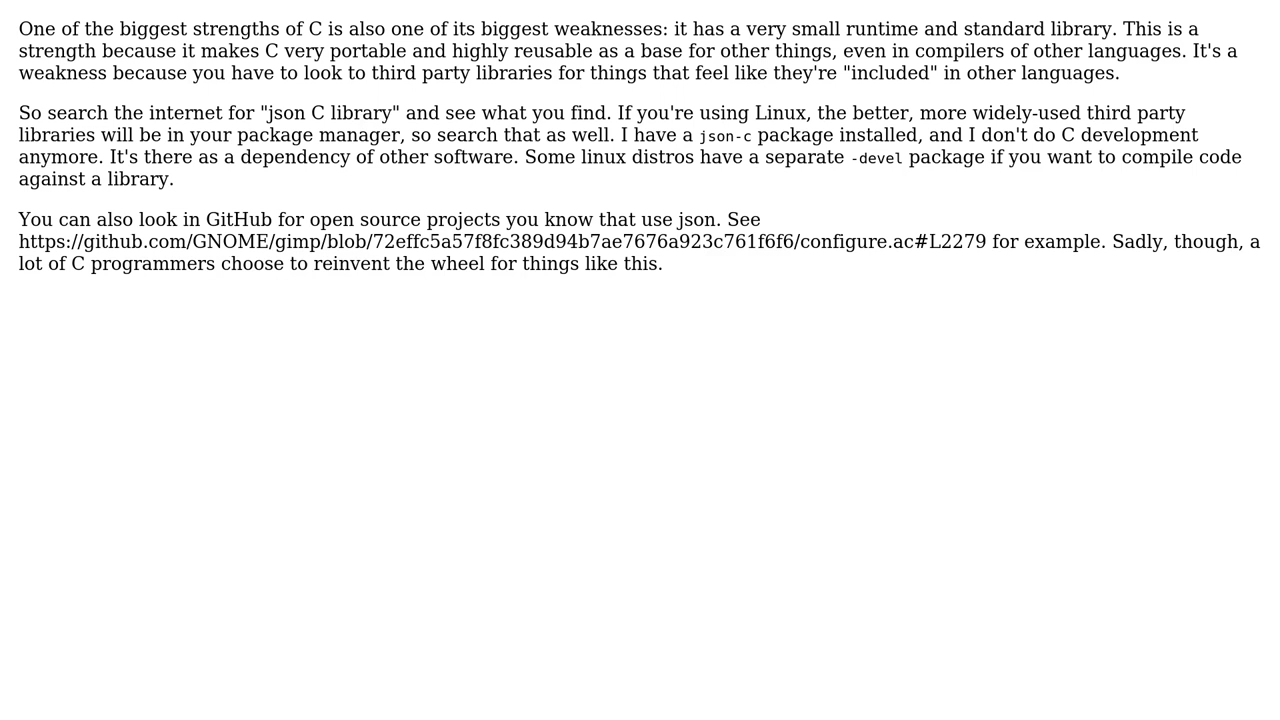 One of the biggest strengths of C is also one of its biggest weaknesses: it has a very small runtime and standard library. This is a
strength because it makes C very portable and highly reusable as a base for other things, even in compilers of other languages. It's a
weakness because you have to look to third party libraries for things that feel like they're "included" in other languages.
So search the internet for "json C library" and see what you find. If you're using Linux, the better, more widely-used third party
libraries will be in your package manager, so search that as well. I have a json-c package installed, and I don't do C development
anymore. It's there as a dependency of other software. Some linux distros have a separate -devel package if you want to compile code
against a library.
You can also look in GitHub for open source projects you know that use json. See
https://github.com/GNOME/gimp/blob/72effc5a57f8fc389d94b7ae7676a923c761f6f6/configure.ac#L2279 for example. Sadly, though, a
lot of C programmers choose to reinvent the wheel for things like this.